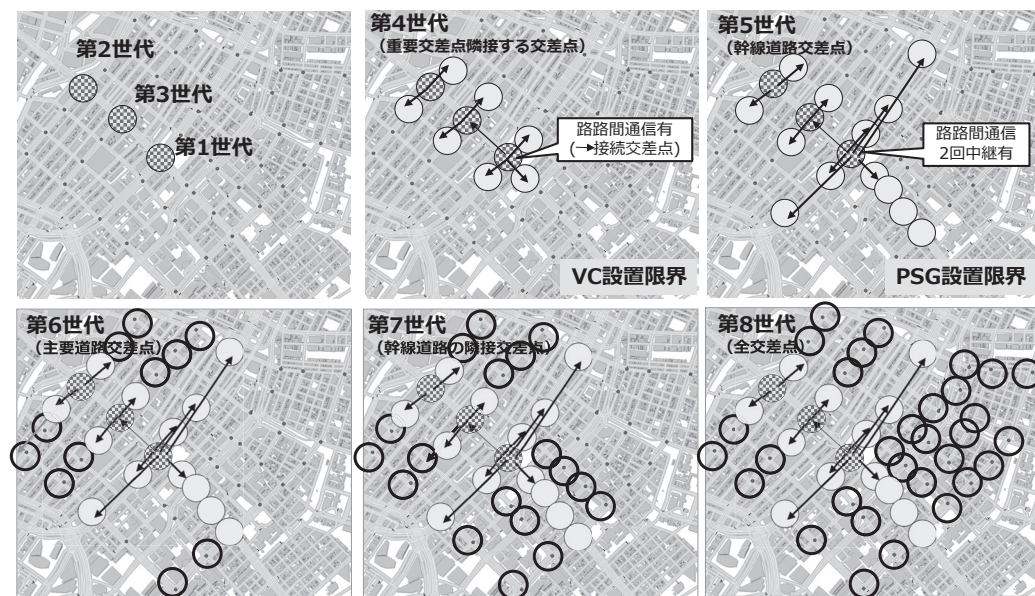 第2世代
第3世代
第1世代
第4世代
(重要交差点隣接する交差点)
路路間通信有
(→接続交差点)
VC設置限界
第5世代
(幹線道路交差点)
路路間通信
2回中継有
PSG設置限界
第6世代
(主要道路交差点)
第7世代
(幹線道路の隣接交差点)
第8世代
(全交差点)